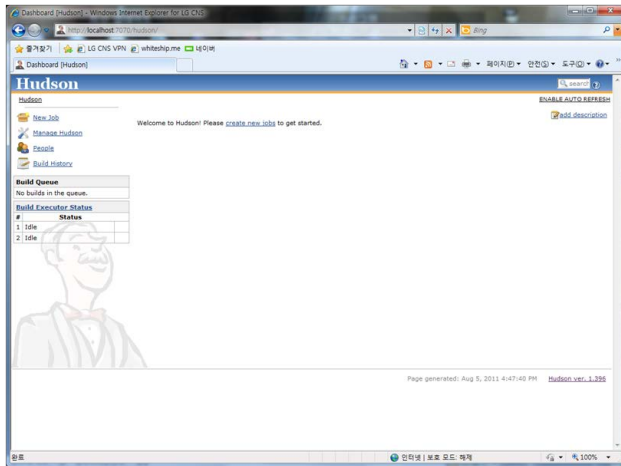 Dashboard [Hudson] - Windows Internet Explorer for LG CNS
http://localhost:7070/hudson/
Bing
즐겨찾기 LG CNS VPN whiteship.me 네이버
Dashboard [Hudson]
페이지(P) 안전(S) 도구(O)
Hudson
search
Hudson
ENABLE AUTO REFRESH
New Job
add description
Welcome to Hudson! Please create new jobs to get started.
Manage Hudson
People
Build History
Build Queue
No builds in the queue.
Build Executor Status
# Status
1 Idle
2 Idle
Page generated: Aug 5, 2011 4:47:40 PM Hudson ver. 1.396
완료
인터넷 | 보호 모드: 해제
100%